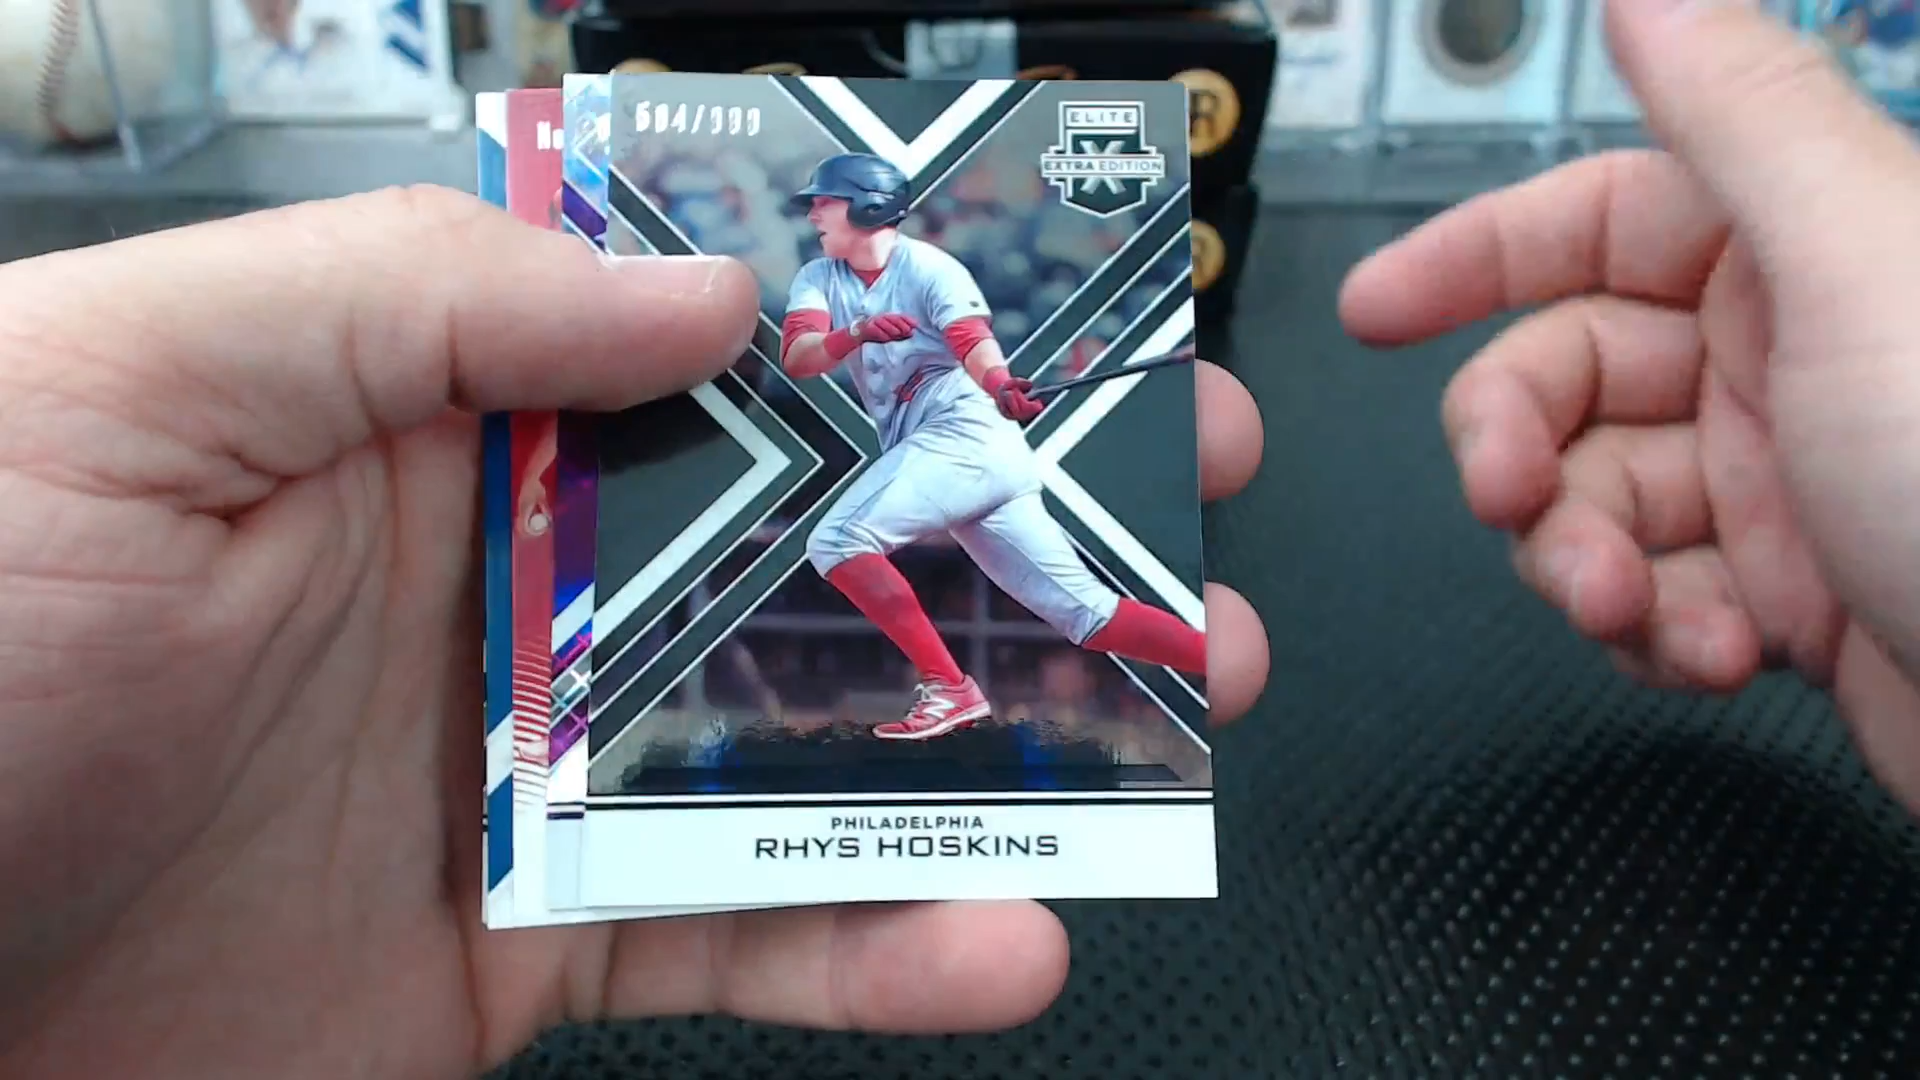 ELITE
EXTRA EDITION
X
PHILADELPHIA
RHYS HOSKINS